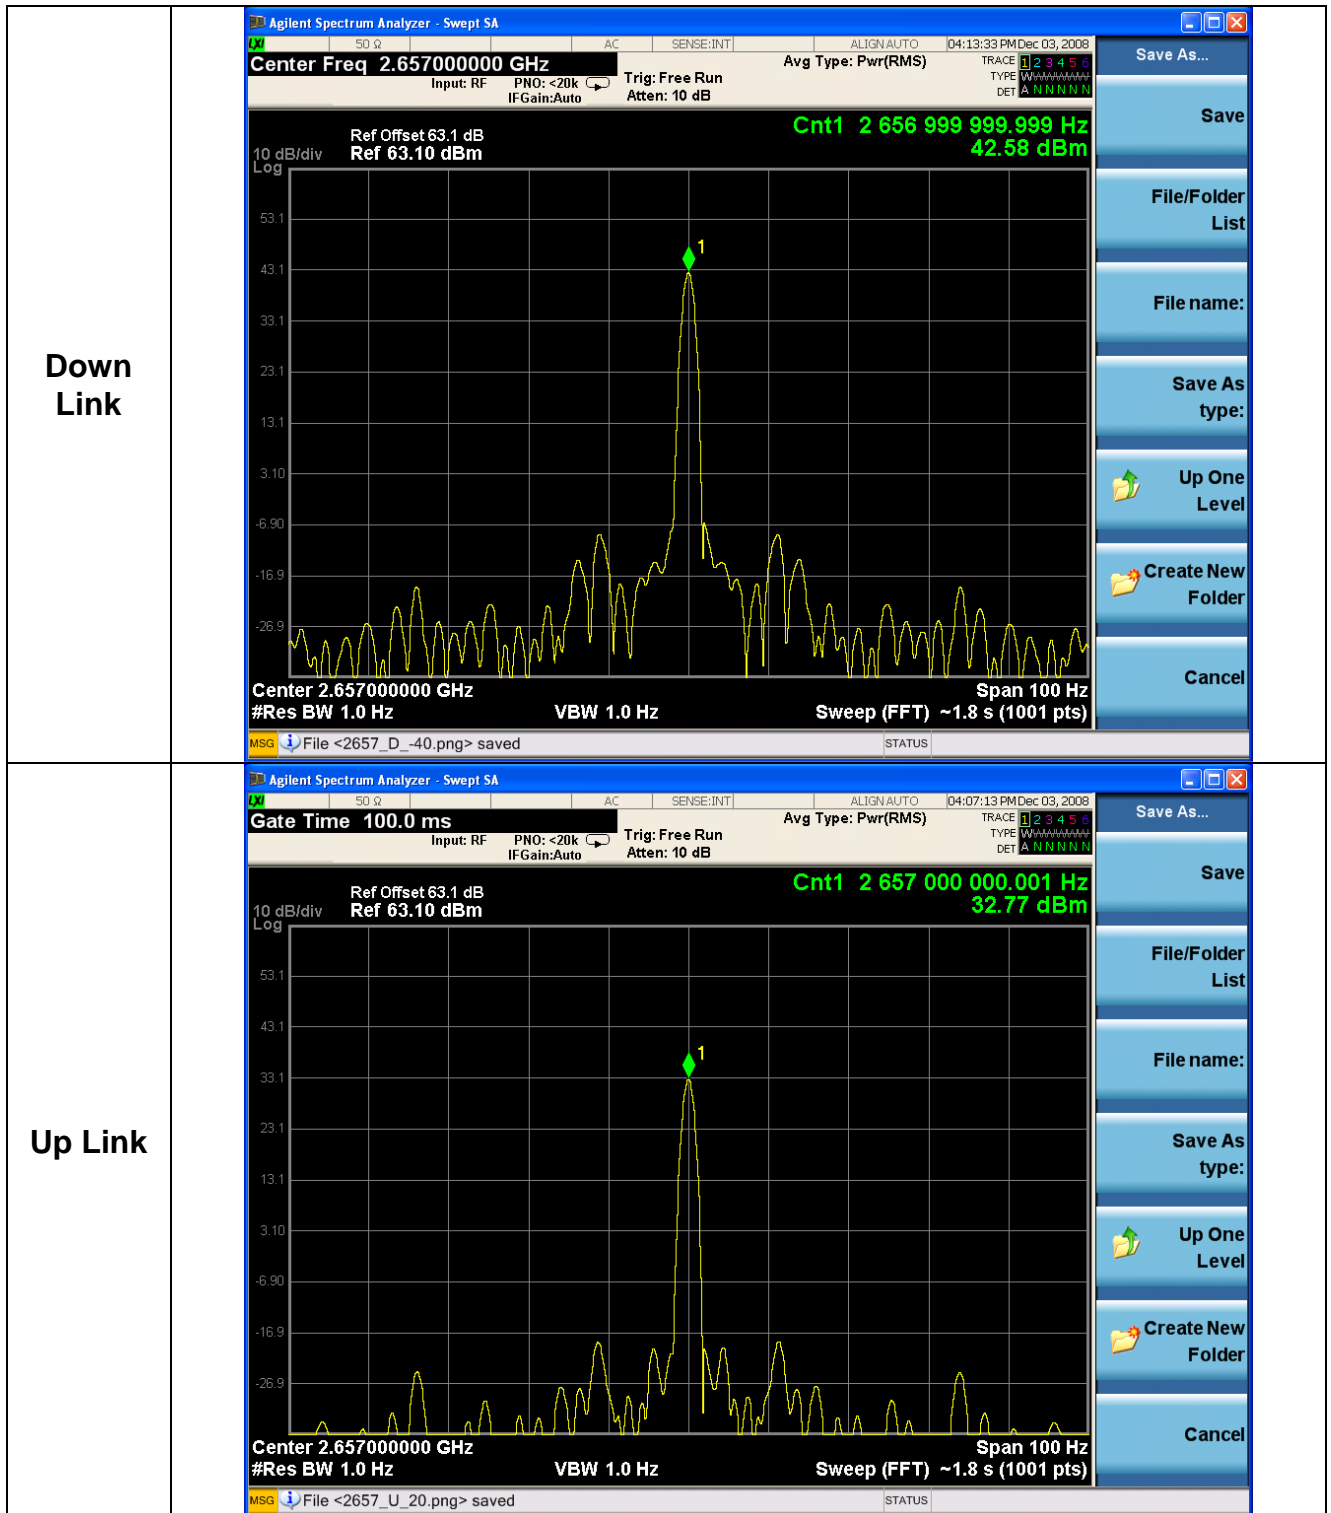 Down
Link
Agilent Spectrum Analyzer - Swept SA
LXI 50 Ω AC SENSE:INT ALIGN AUTO 04:13:33 PM Dec 03, 2008
Center Freq 2.657000000 GHz
Input: RF PNO: <20k IFGain:Auto
Trig: Free Run
Atten: 10 dB
Avg Type: Pwr(RMS)
TRACE 1 2 3 4 5 6
TYPE
DET A N N N N N
Cnt1 2 656 999 999.999 Hz
42.58 dBm
Ref Offset 63.1 dB
10 dB/div Ref 63.10 dBm
Log
53.1
43.1
33.1
23.1
13.1
3.10
-6.90
-16.9
-26.9
1
Center 2.657000000 GHz Span 100 Hz
#Res BW 1.0 Hz VBW 1.0 Hz Sweep (FFT) ~1.8 s (1001 pts)
MSG File <2657_D_-40.png> saved STATUS
Save As...
Save
File/Folder
List
File name:
Save As
type:
Up One
Level
Create New
Folder
Cancel
Up Link
Agilent Spectrum Analyzer - Swept SA
LXI 50 Ω AC SENSE:INT ALIGN AUTO 04:07:13 PM Dec 03, 2008
Gate Time 100.0 ms
Input: RF PNO: <20k IFGain:Auto
Trig: Free Run
Atten: 10 dB
Avg Type: Pwr(RMS)
TRACE 1 2 3 4 5 6
TYPE
DET A N N N N N
Cnt1 2 657 000 000.001 Hz
32.77 dBm
Ref Offset 63.1 dB
10 dB/div Ref 63.10 dBm
Log
53.1
43.1
33.1
23.1
13.1
3.10
-6.90
-16.9
-26.9
1
Center 2.657000000 GHz Span 100 Hz
#Res BW 1.0 Hz VBW 1.0 Hz Sweep (FFT) ~1.8 s (1001 pts)
MSG File <2657_U_20.png> saved STATUS
Save As...
Save
File/Folder
List
File name:
Save As
type:
Up One
Level
Create New
Folder
Cancel